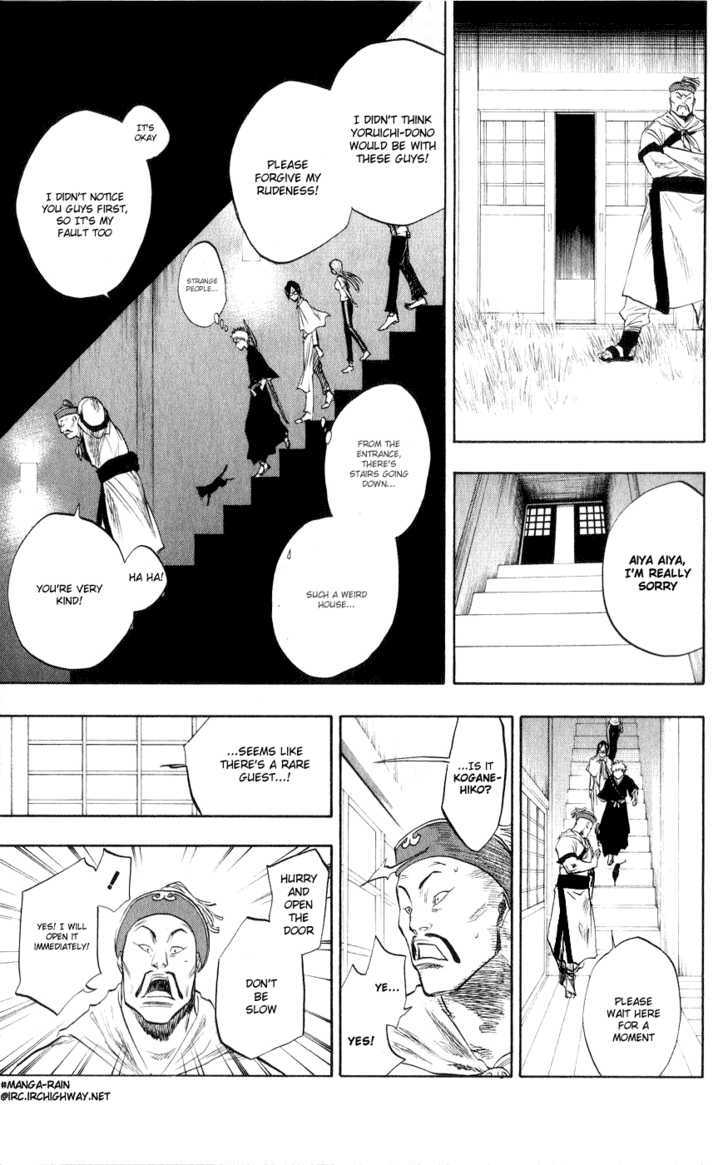 AIYA AIYA,
I'M REALLY
SORRY
I DIDN'T THINK
YORUICHI-DONO
WOULD BE WITH
THESE GUYS!
PLEASE
FORGIVE MY
RUDENESS!
IT'S
OKAY
I DIDN'T NOTICE
YOU GUYS FIRST,
SO IT'S MY
FAULT TOO
STRANGE
PEOPLE...
FROM THE
ENTRANCE,
THERE'S
STAIRS GOING
DOWN...
SUCH A WEIRD
HOUSE...
HA HA!
YOU'RE VERY
KIND!
PLEASE
WAIT HERE
FOR A
MOMENT
...IS IT
KOGANE-
HIKO?
YE...
YES!
...SEEMS LIKE
THERE'S A RARE
GUEST...!
HURRY
AND
OPEN
THE
DOOR
DON'T
BE
SLOW
!
YES! I WILL
OPEN IT
IMMEDIATELY!
#MANGA-RAIN
@IRC.IRCHIGHWAY.NET